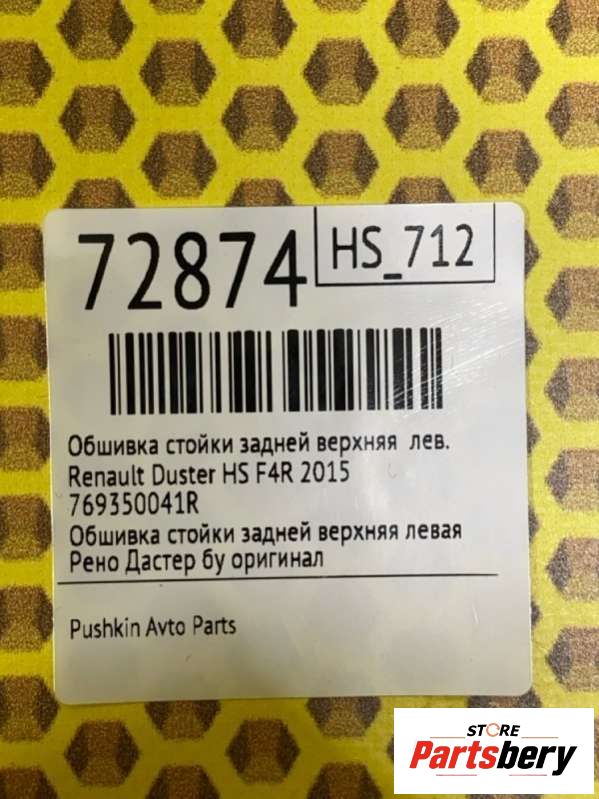 72874
HS_712
Обшивка стойки задней верхняя лев.
Renault Duster HS F4R 2015
769350041R
Обшивка стойки задней верхняя левая
Рено Дастер бу оригинал
Pushkin Avto Parts
STORE
Partsbery